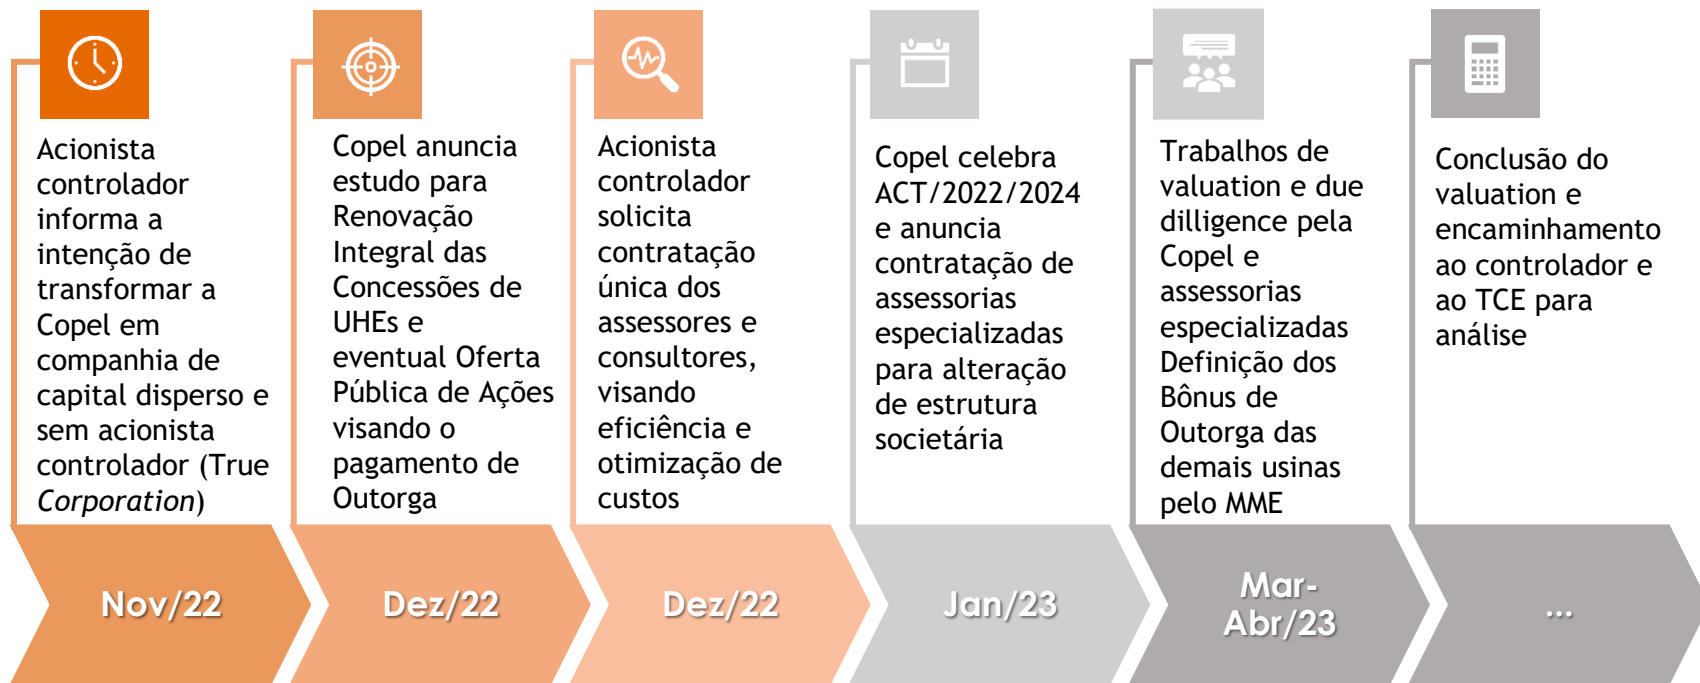 Acionista
controlador
informa a
intenção de
transformar a
Copel em
companhia de
capital disperso e
sem acionista
controlador (True
Corporation)
Nov/22
Copel anuncia
estudo para
Renovação
Integral das
Concessões de
UHEs e
eventual Oferta
Pública de Ações
visando o
pagamento de
Outorga
Dez/22
Acionista
controlador
solicita
contratação
única dos
assessores e
consultores,
visando
eficiência e
otimização de
custos
Dez/22
Copel celebra
ACT/2022/2024
e anuncia
contratação de
assessorias
especializadas
para alteração
de estrutura
societária
Jan/23
Trabalhos de
valuation e due
dilligence pela
Copel e
assessorias
especializadas
Definição dos
Bônus de
Outorga das
demais usinas
pelo MME
Mar-
Abr/23
Conclusão do
valuation e
encaminhamento
ao controlador e
ao TCE para
análise
...